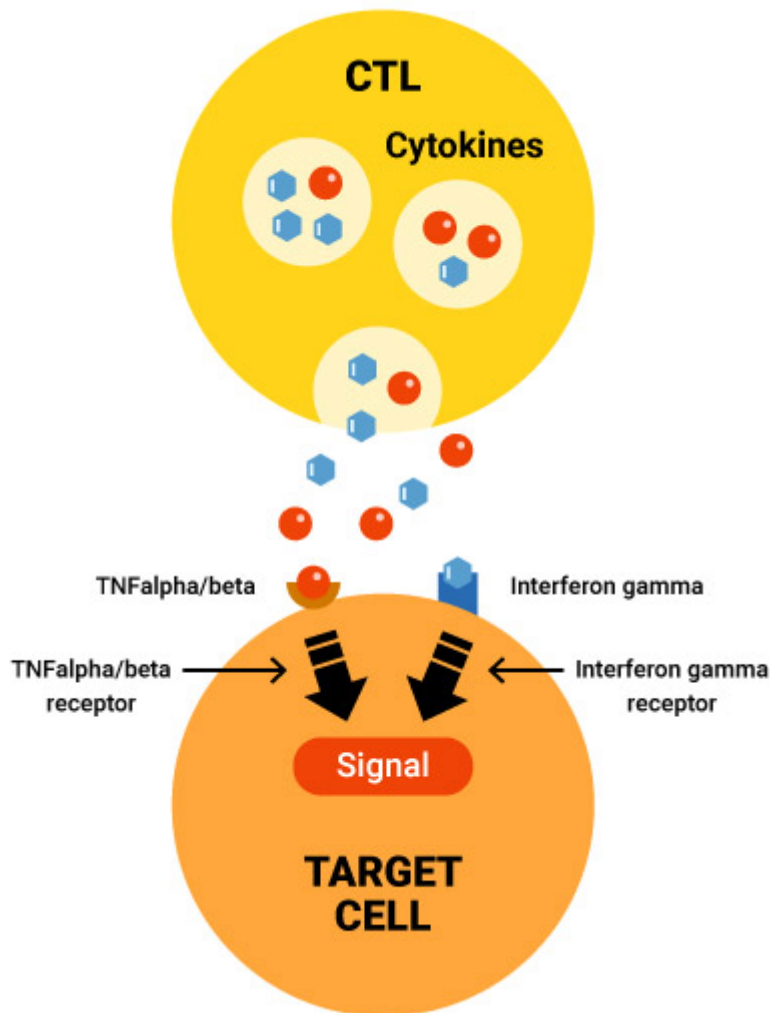 CTL
Cytokines
TNFalpha/beta
Interferon gamma
TNFalpha/beta
receptor
Interferon gamma
receptor
Signal
TARGET
CELL